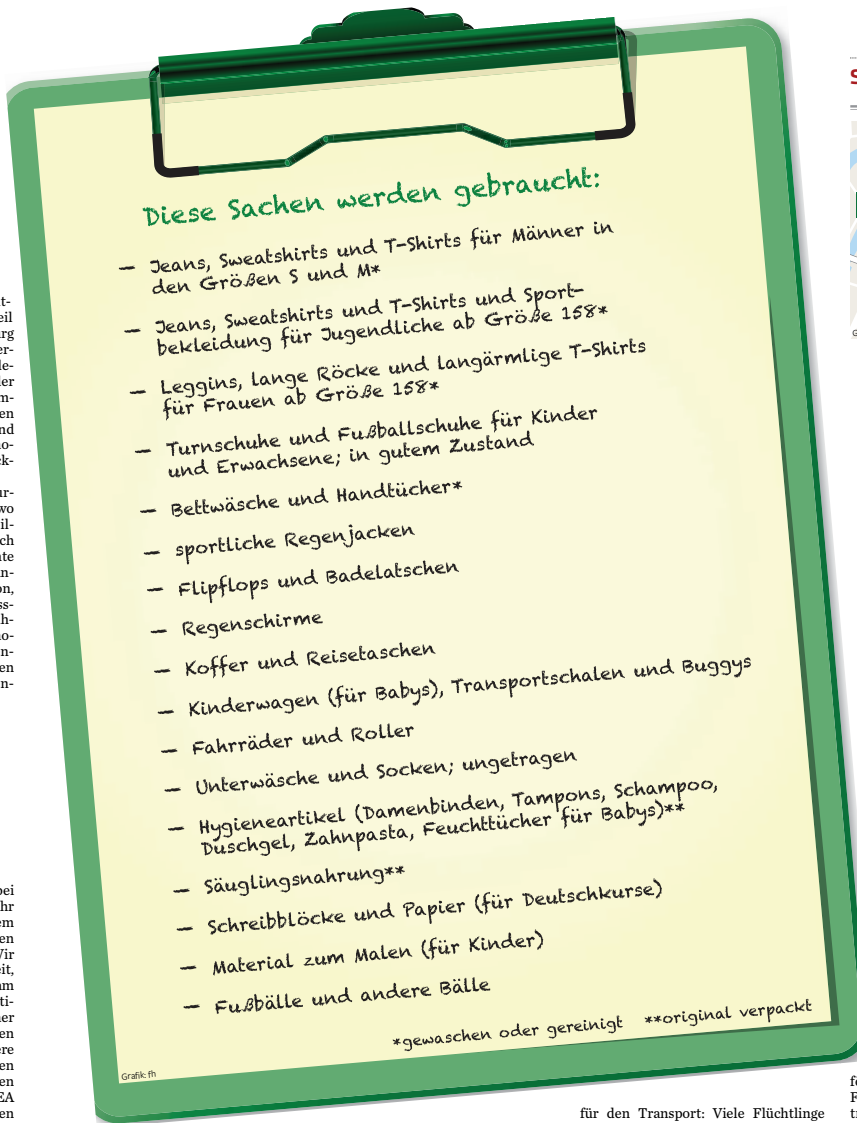 Diese Sachen werden gebraucht:
– Jeans, Sweatshirts und T-Shirts für Männer in
den Größen S und M*
– Jeans, Sweatshirts und T-Shirts und Sport-
bekleidung für Jugendliche ab Größe 158*
– Leggins, lange Röcke und langärmlige T-Shirts
für Frauen ab Größe 158*
– Turnschuhe und Fußballschuhe für Kinder
und Erwachsene; in gutem Zustand
– Bettwäsche und Handtücher*
– sportliche Regenjacken
– Flipflops und Badelatschen
– Regenschirme
– Koffer und Reisetaschen
– Kinderwagen (für Babys), Transportschalen und Buggys
– Fahrräder und Roller
– Unterwäsche und Socken; ungetragen
– Hygieneartikel (Damenbinden, Tampons, Schampoo,
Duschgel, Zahnpasta, Feuchttücher für Babys)**
– Säuglingsnahrung**
– Schreibblöcke und Papier (für Deutschkurse)
– Material zum Malen (für Kinder)
– Fußbälle und andere Bälle
*gewaschen oder gereinigt **original verpackt
Grafik: fh
für den Transport: Viele Flüchtlinge